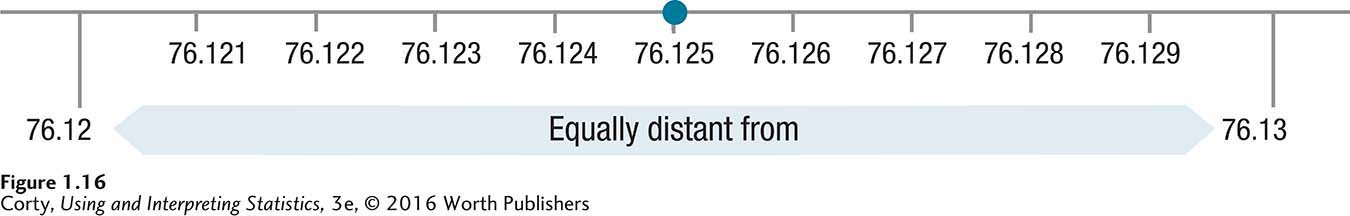 76.121 76.122 76.123 76.124 76.125 76.126 76.127 76.128 76.129
76.12 Equally distant from 76.13
Figure 1.16
Corty, Using and Interpreting Statistics, 3e, © 2016 Worth Publishers